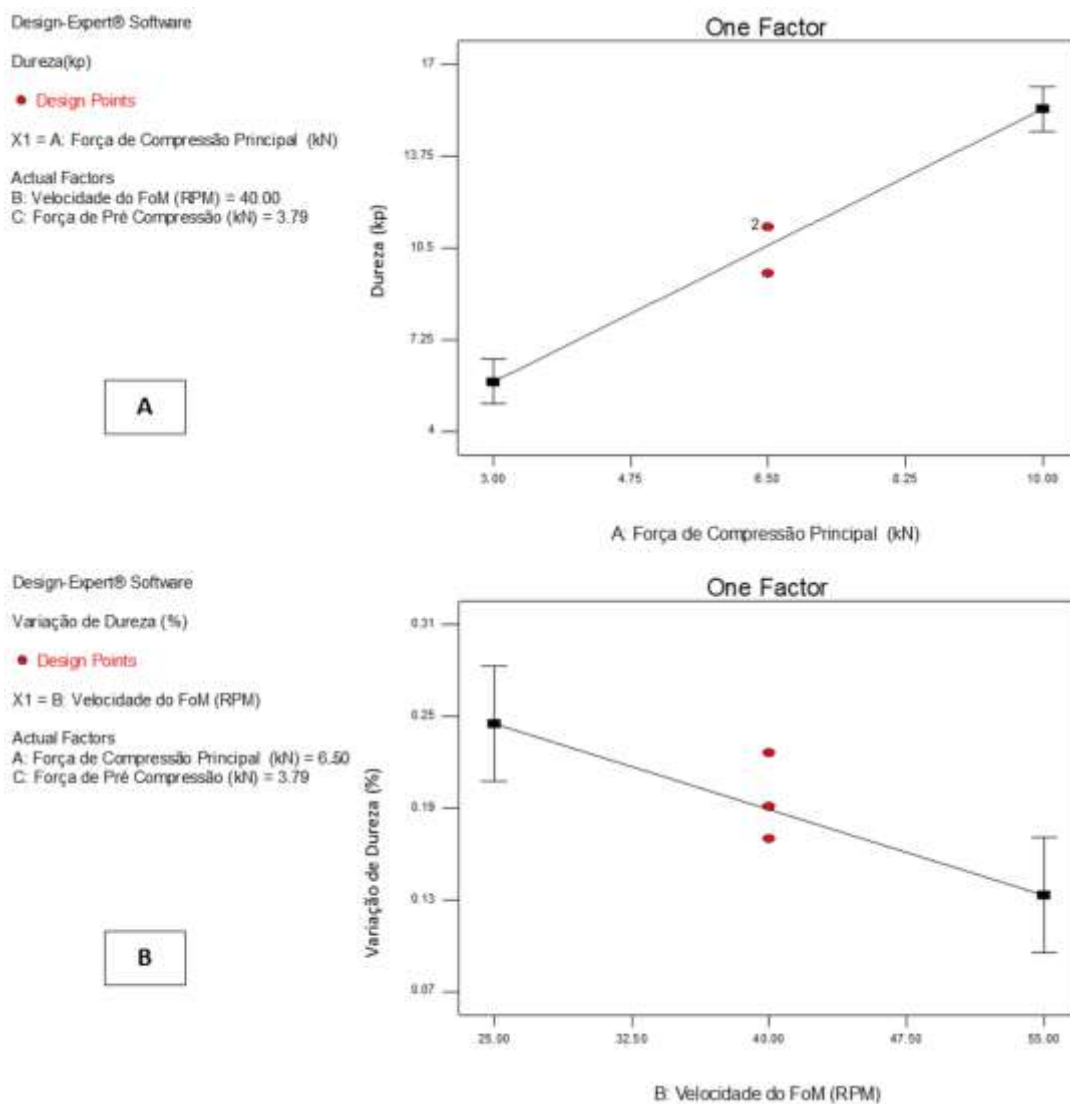 Design-Expert® Software
Dureza(kp)
Design Points
X1 = A: Força de Compressão Principal (kN)
Actual Factors
B: Velocidade do FoM (RPM) = 40.00
C: Força de Pré Compressão (kN) = 3.79
A
One Factor
17
13.75
10.5
7.25
4
Dureza (kp)
2
3.00
4.75
6.50
8.25
10.00
A: Força de Compressão Principal (kN)
Design-Expert® Software
Variação de Dureza (%)
Design Points
X1 = B: Velocidade do FoM (RPM)
Actual Factors
A: Força de Compressão Principal (kN) = 6.50
C: Força de Pré Compressão (kN) = 3.79
B
One Factor
0.31
0.25
0.19
0.13
0.07
Variação de Dureza (%)
25.00
32.50
40.00
47.50
55.00
B: Velocidade do FoM (RPM)